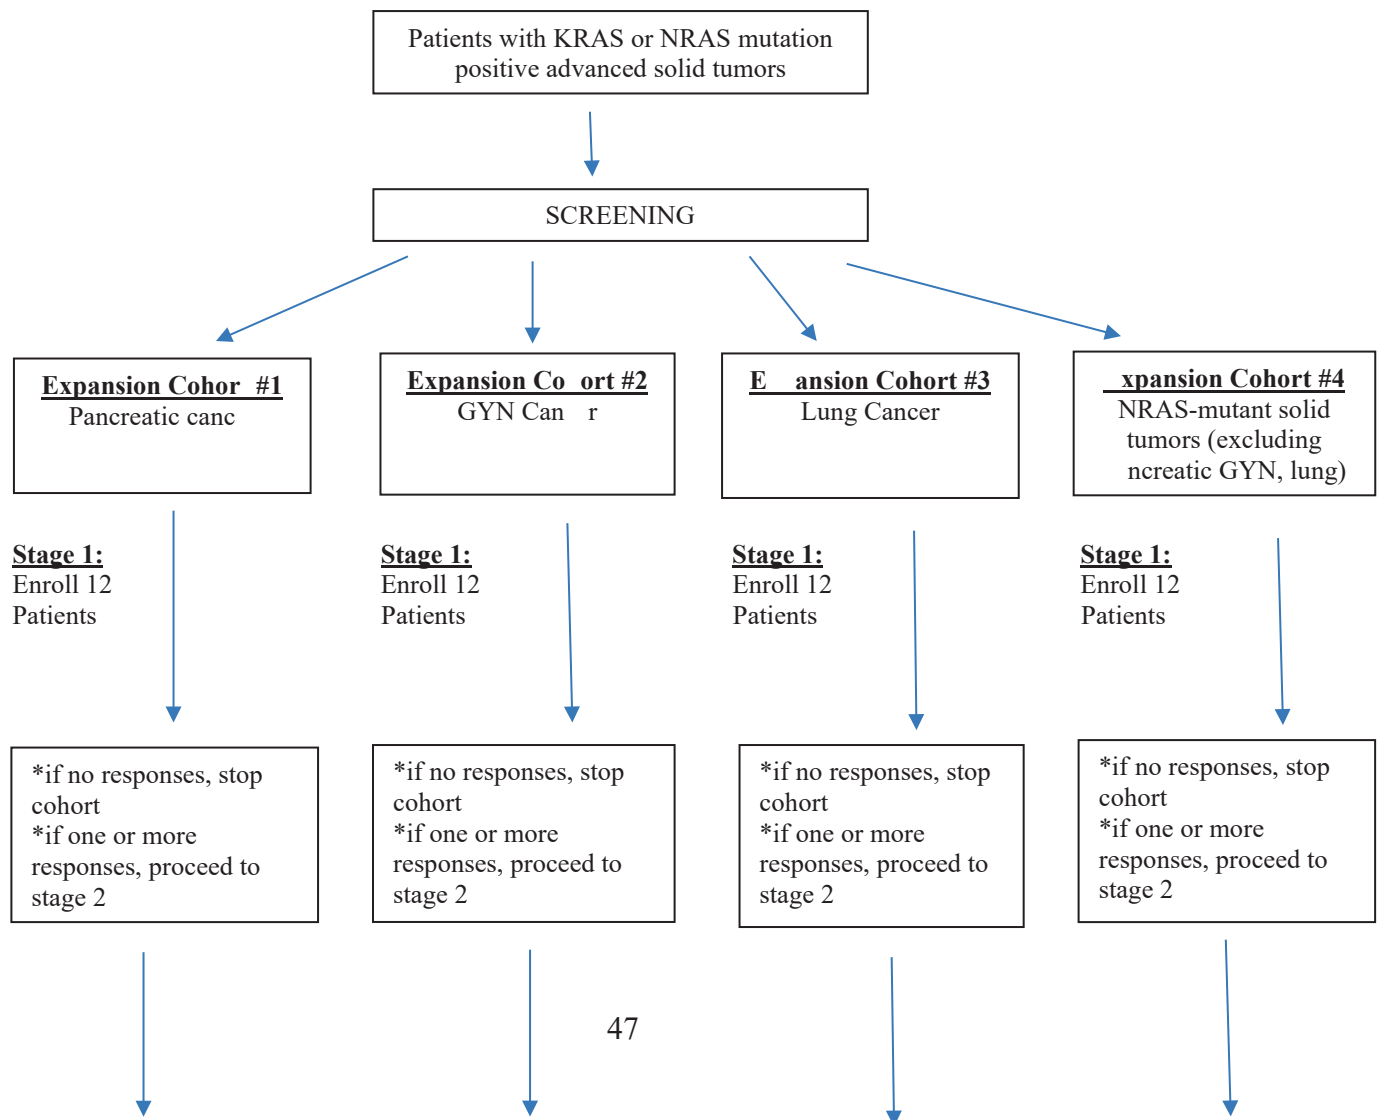 Patients with KRAS or NRAS mutation
positive advanced solid tumors
SCREENING
Expansion Cohor #1
Pancreatic canc
Expansion Co ort #2
GYN Can r
E ansion Cohort #3
Lung Cancer
xpansion Cohort #4
NRAS-mutant solid
tumors (excluding
ncreatic GYN, lung)
Stage 1:
Enroll 12
Patients
Stage 1:
Enroll 12
Patients
Stage 1:
Enroll 12
Patients
Stage 1:
Enroll 12
Patients
*if no responses, stop
cohort
*if one or more
responses, proceed to
stage 2
*if no responses, stop
cohort
*if one or more
responses, proceed to
stage 2
*if no responses, stop
cohort
*if one or more
responses, proceed to
stage 2
*if no responses, stop
cohort
*if one or more
responses, proceed to
stage 2
47